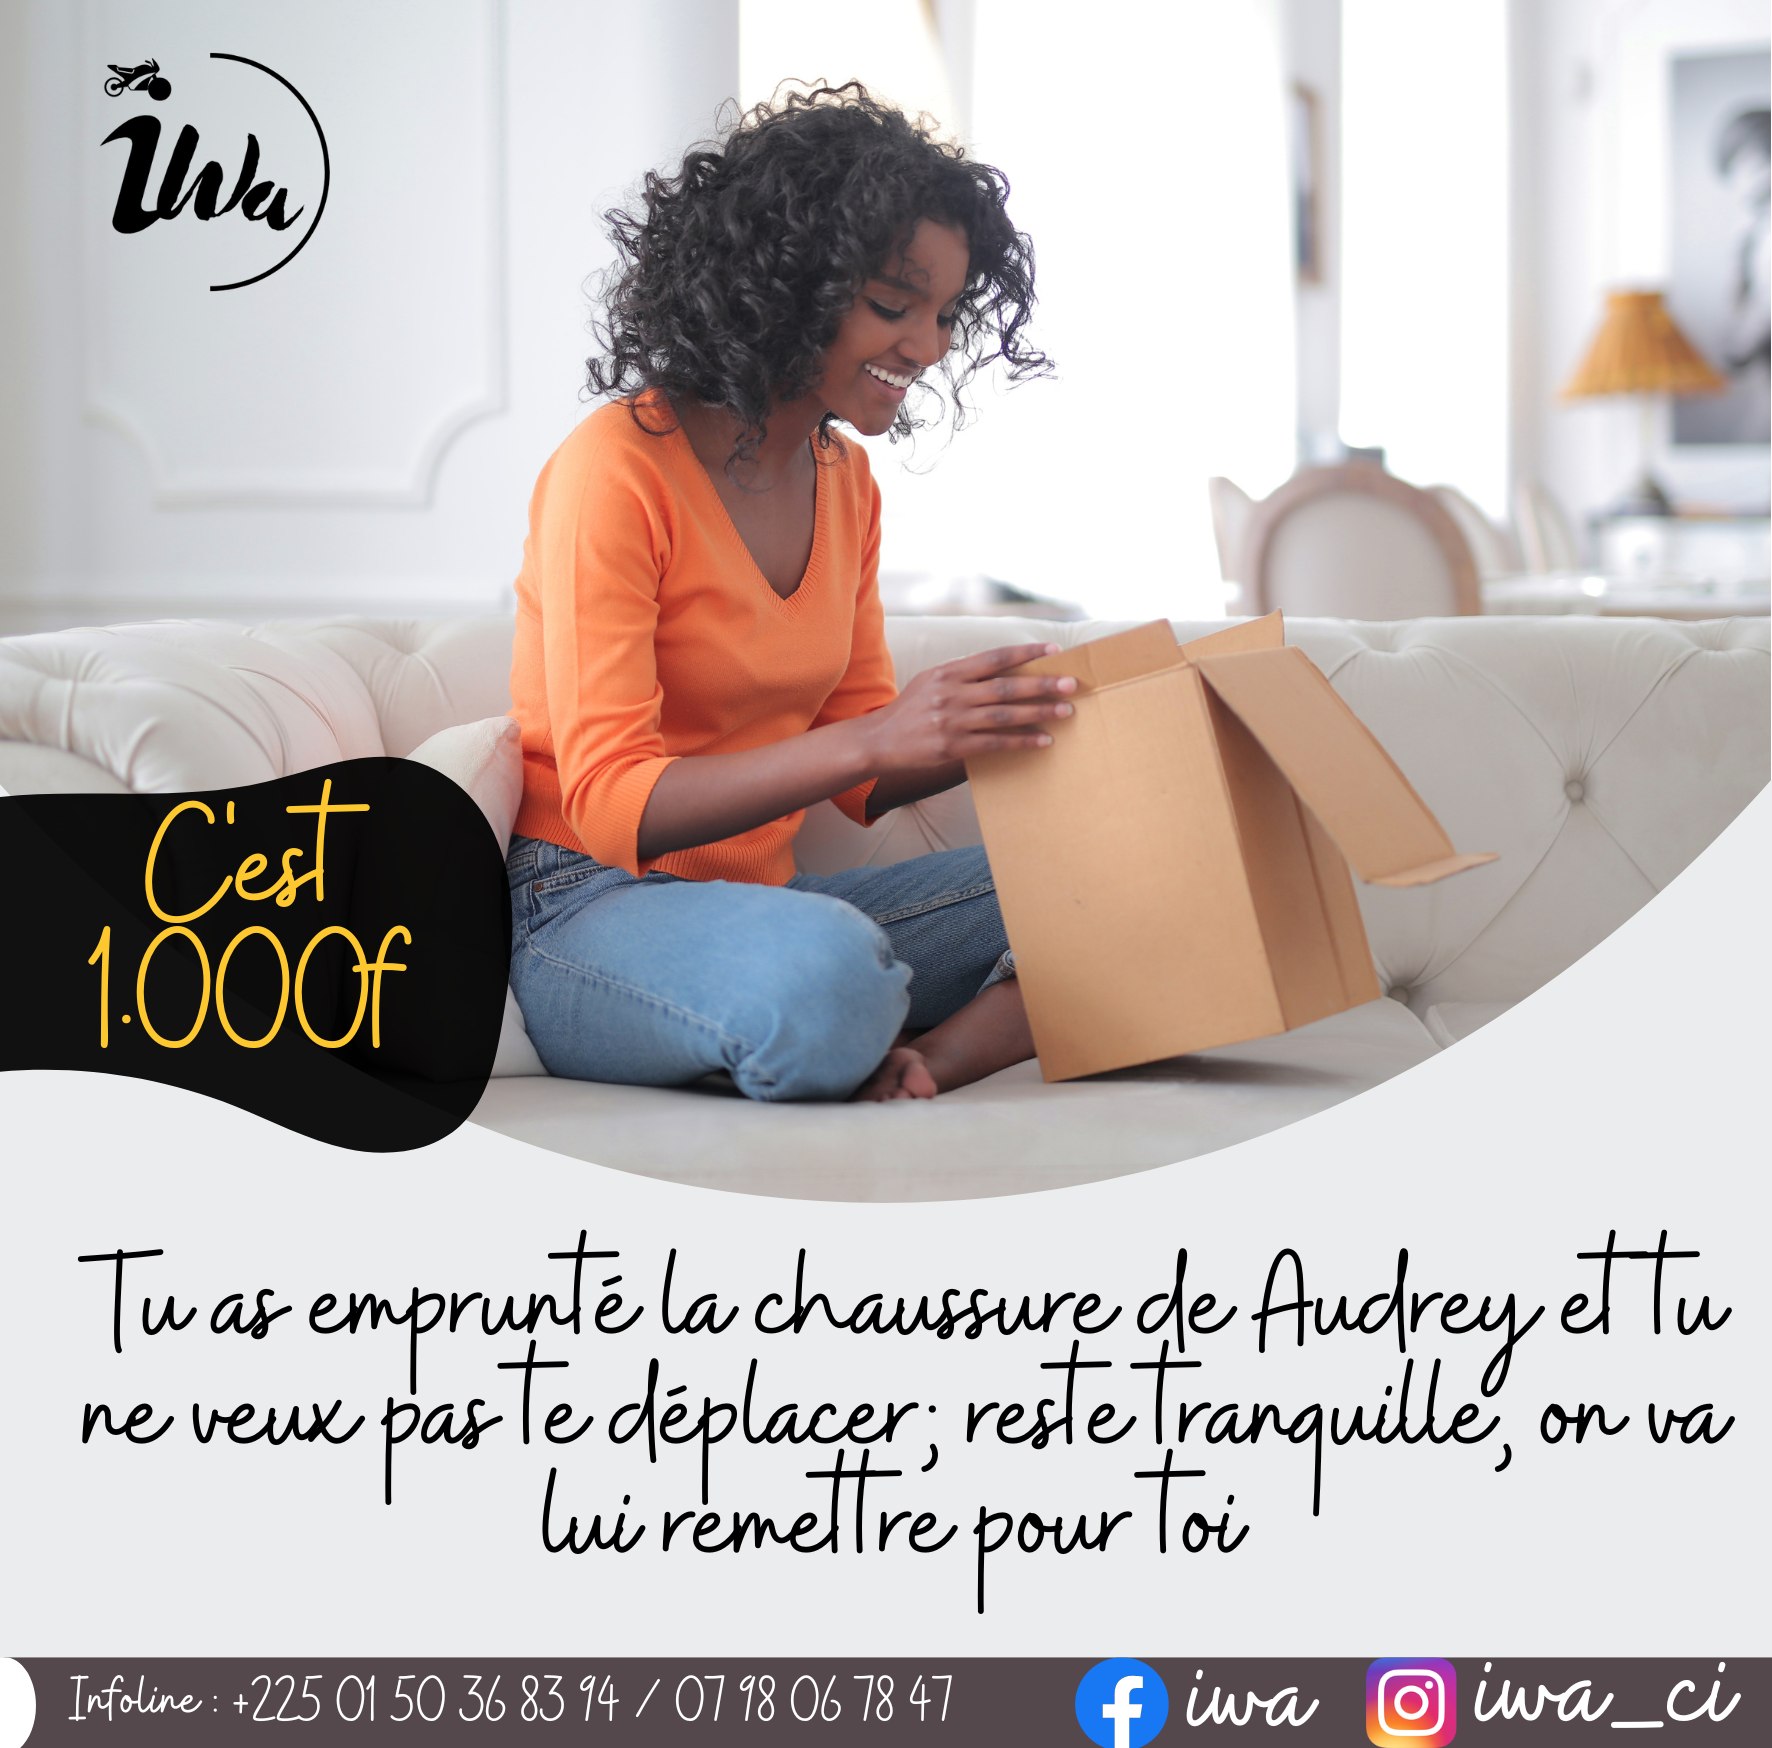 iwa
C'est
1.000f
Tu as emprunté la chaussure de Audrey et tu
ne veux pas te déplacer; reste tranquille, on va
lui remettre pour toi
Infoline : +225 01 50 36 83 94 / 07 98 06 78 47
iwa
iwa_ci